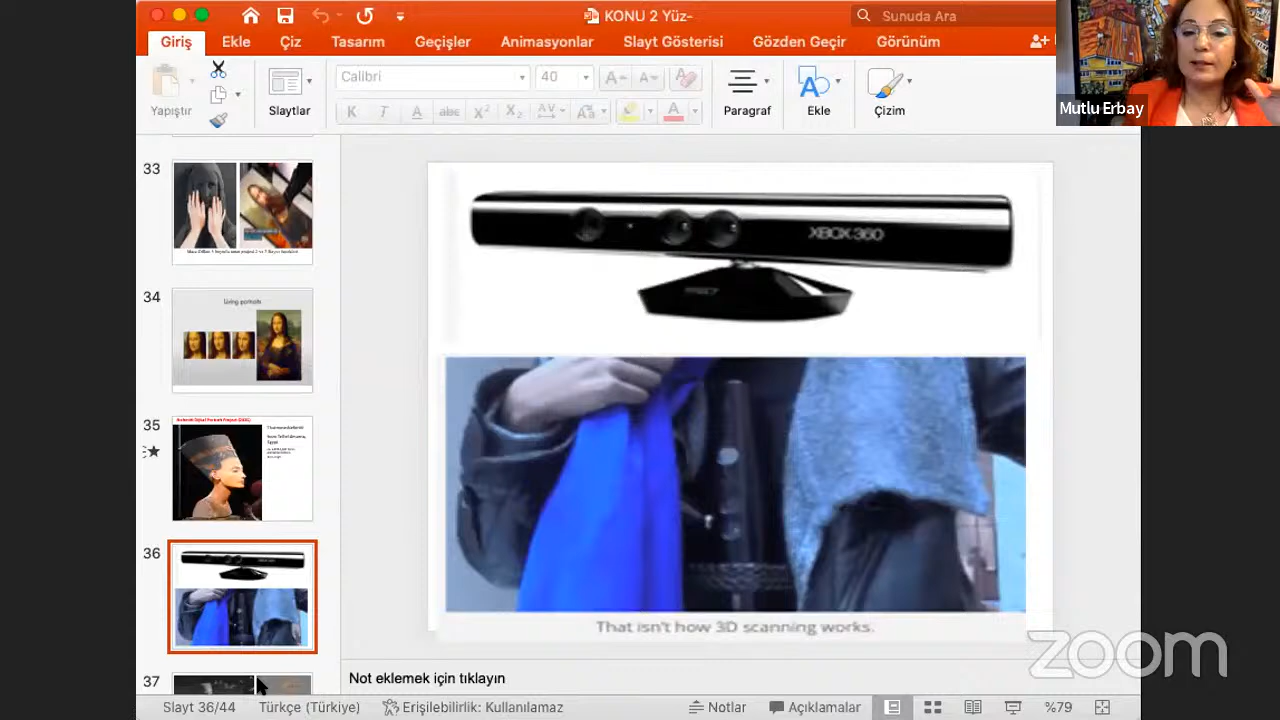 KONU 2 Yüz-
Sunuda Ara
Giriş Ekle Çiz Tasarım Geçişler Animasyonlar Slayt Gösterisi Gözden Geçir Görünüm
Mutlu Erbay
Calibri 40
Yapıştır Slaytlar Paragraf Ekle Çizim
33
34
Living portraits
35
36
37
XBOX 360
That isn't how 3D scanning works.
zoom
Not eklemek için tıklayın
Slayt 36/44 Türkçe (Türkiye) Erişilebilirlik: Kullanılamaz Notlar Açıklamalar %79